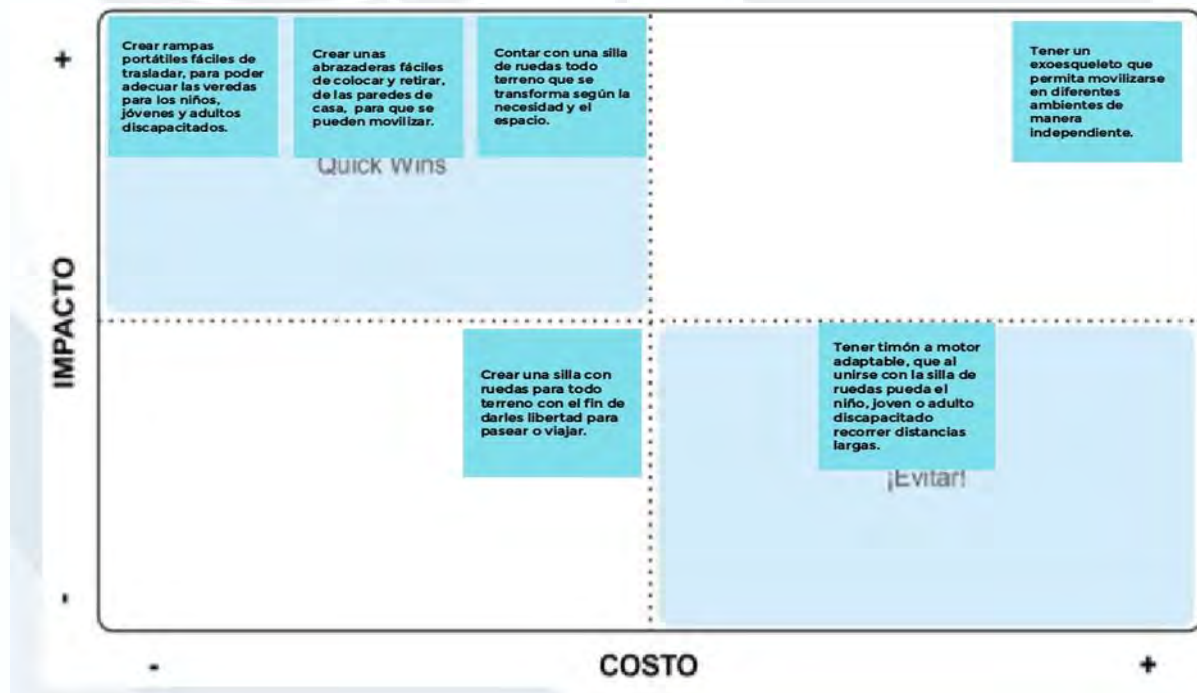 +
Crear rampas
portátiles fáciles de
trasladar, para poder
adecuar las veredas
para los niños,
jóvenes y adultos
discapacitados.
Crear unas
abrazaderas fáciles
de colocar y retirar,
de las paredes de
casa, para que se
pueden movilizar.
Contar con una silla
de ruedas todo
terreno que se
transforma según la
necesidad y el
espacio.
Tener un
exoesqueleto que
permita movilizarse
en diferentes
ambientes de
manera
independiente.
Quick Wins
IMPACTO
Crear una silla con
ruedas para todo
terreno con el fin de
darles libertad para
pasear o viajar.
Tener timón a motor
adaptable, que al
unirse con la silla de
ruedas pueda el
niño, joven o adulto
discapacitado
recorrer distancias
largas.
¡Evitar!
-
-
COSTO
+